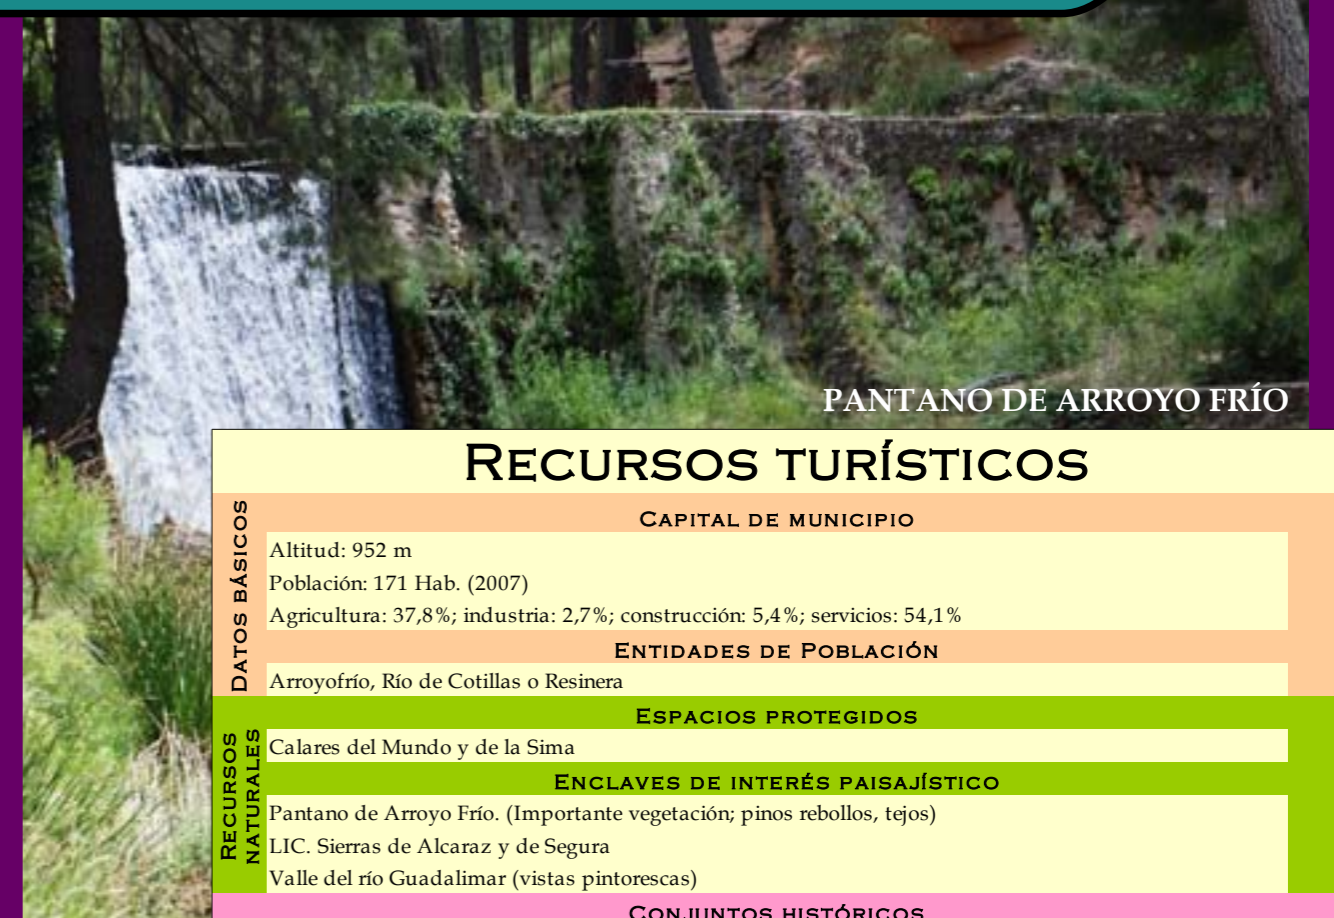 PANTANO DE ARROYO FRÍO
RECURSOS TURÍSTICOS
DATOS BÁSICOS
CAPITAL DE MUNICIPIO
Altitud: 952 m
Población: 171 Hab. (2007)
Agricultura: 37,8%; industria: 2,7%; construcción: 5,4%; servicios: 54,1%
ENTIDADES DE POBLACIÓN
Arroyofrío, Río de Cotillas o Resinera
RECURSOS
NATURALES
ESPACIOS PROTEGIDOS
Calares del Mundo y de la Sima
ENCLAVES DE INTERÉS PAISAJÍSTICO
Pantano de Arroyo Frío. (Importante vegetación; pinos rebollos, tejos)
LIC. Sierras de Alcaraz y de Segura
Valle del río Guadalimar (vistas pintorescas)
CONJUNTOS HISTÓRICOS